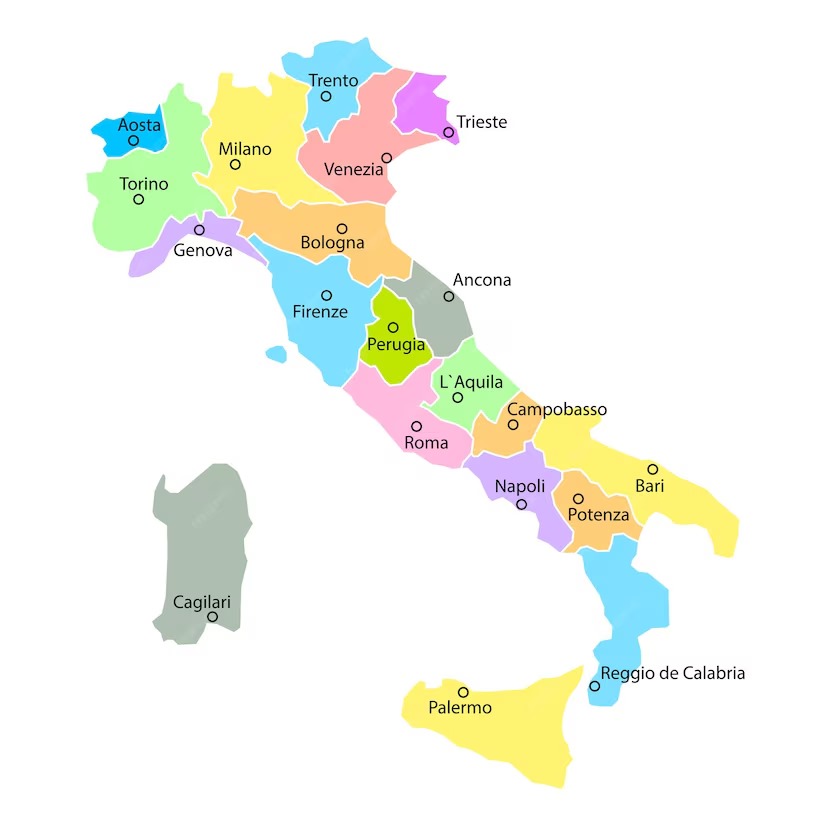 Trento
Aosta
Trieste
Milano
Venezia
Torino
Bologna
Genova
Ancona
Firenze
Perugia
L`Aquila
Campobasso
Roma
Napoli
Bari
Potenza
Cagilari
Reggio de Calabria
Palermo